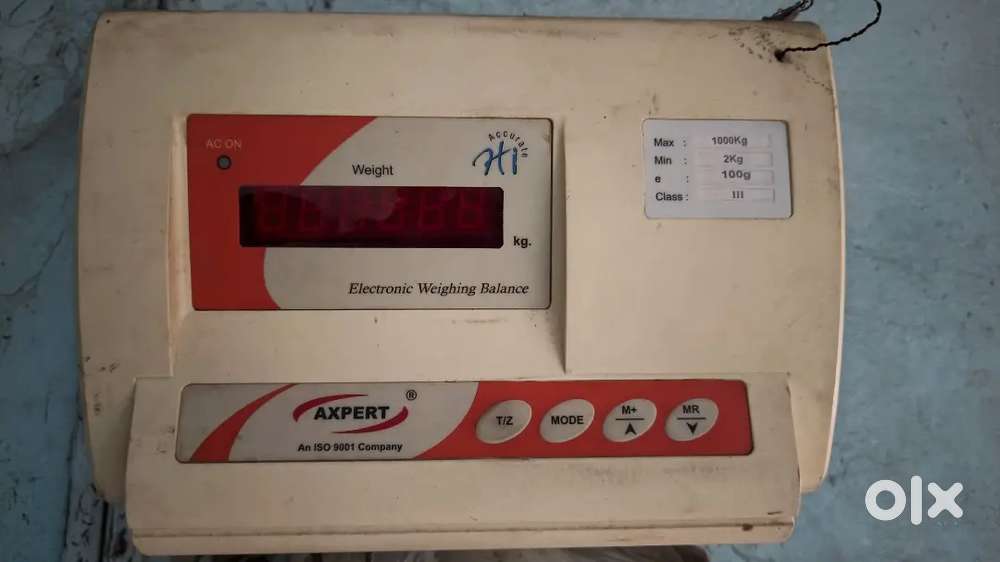 AC ON
Weight
Accurate
Hi
kg.
Electronic Weighing Balance
Max : 1000Kg
Min : 2Kg
e : 100g
Class : III
AXPERT ®
An ISO 9001 Company
T/Z
MODE
M+
MR
olx